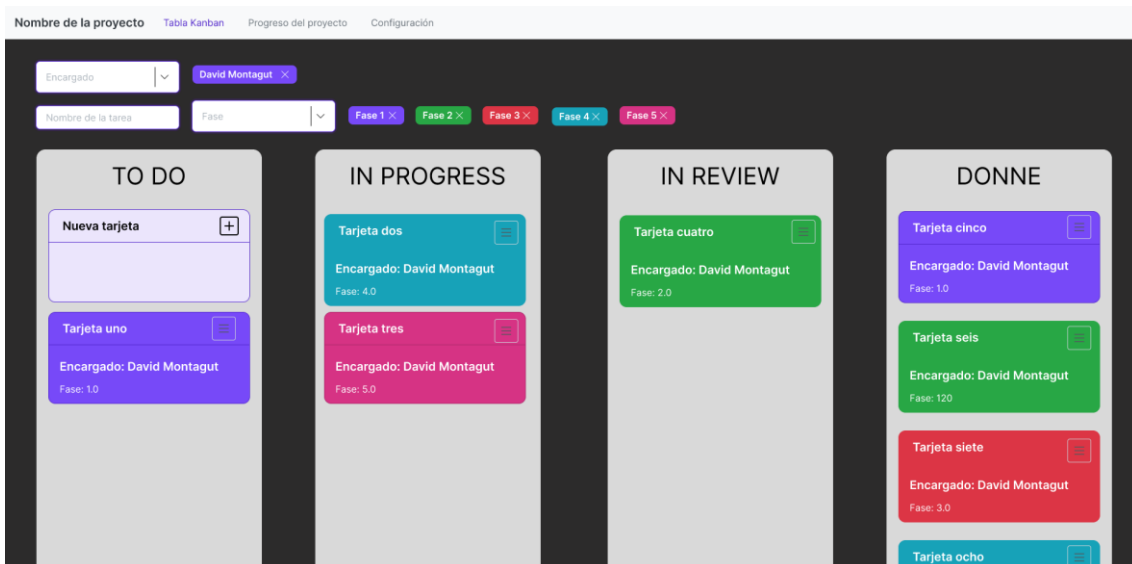 Nombre de la proyecto Tabla Kanban Progreso del proyecto Configuración
Encargado David Montagut
Nombre de la tarea Fase Fase 1 Fase 2 Fase 3 Fase 4 Fase 5
TO DO
Nueva tarjeta
Tarjeta uno
Encargado: David Montagut
Fase: 1.0
IN PROGRESS
Tarjeta dos
Encargado: David Montagut
Fase: 4.0
Tarjeta tres
Encargado: David Montagut
Fase: 5.0
IN REVIEW
Tarjeta cuatro
Encargado: David Montagut
Fase: 2.0
DONNE
Tarjeta cinco
Encargado: David Montagut
Fase: 1.0
Tarjeta seis
Encargado: David Montagut
Fase: 120
Tarjeta siete
Encargado: David Montagut
Fase: 3.0
Tarjeta ocho